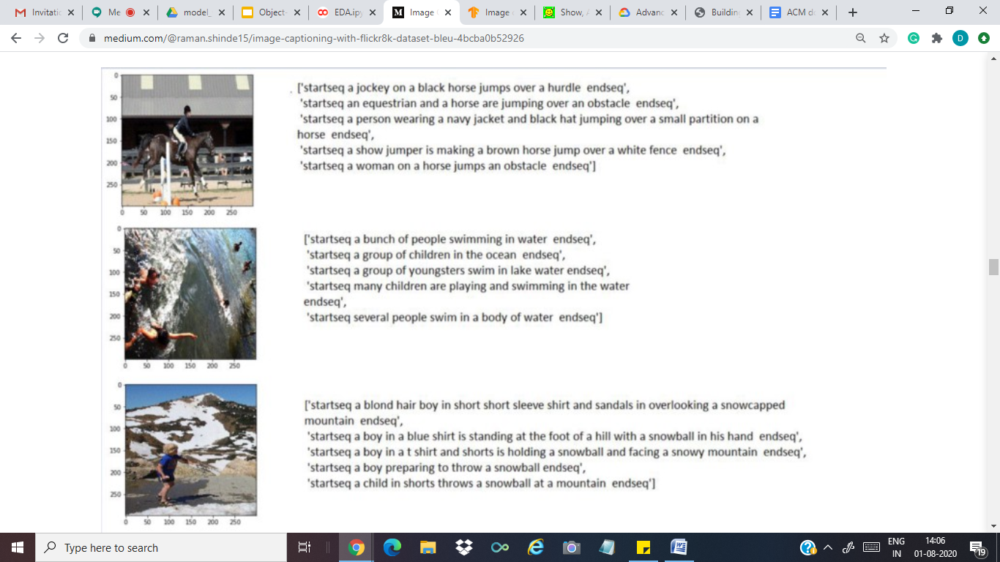 Invitati
Me
model_
Object-
EDA.ipy
Image
Image
Show, A
Advanc
Building
ACM d
medium.com/@raman.shinde15/image-captioning-with-flickr8k-dataset-bleu-4bcba0b52926
D
0
50
100
150
200
250
0 50 100 150 200 250
['startseq a jockey on a black horse jumps over a hurdle endseq',
'startseq an equestrian and a horse are jumping over an obstacle endseq',
'startseq a person wearing a navy jacket and black hat jumping over a small partition on a
horse endseq',
'startseq a show jumper is making a brown horse jump over a white fence endseq',
'startseq a woman on a horse jumps an obstacle endseq']
0
50
100
150
200
250
0 50 100 150 200 250
['startseq a bunch of people swimming in water endseq',
'startseq a group of children in the ocean endseq',
'startseq a group of youngsters swim in lake water endseq',
'startseq many children are playing and swimming in the water
endseq',
'startseq several people swim in a body of water endseq']
0
50
100
150
200
250
0 50 100 150 200 250
['startseq a blond hair boy in short short sleeve shirt and sandals in overlooking a snowcapped
mountain endseq',
'startseq a boy in a blue shirt is standing at the foot of a hill with a snowball in his hand endseq',
'startseq a boy in a t shirt and shorts is holding a snowball and facing a snowy mountain endseq',
'startseq a boy preparing to throw a snowball endseq',
'startseq a child in shorts throws a snowball at a mountain endseq']
Type here to search
ENG
IN
14:06
01-08-2020
19